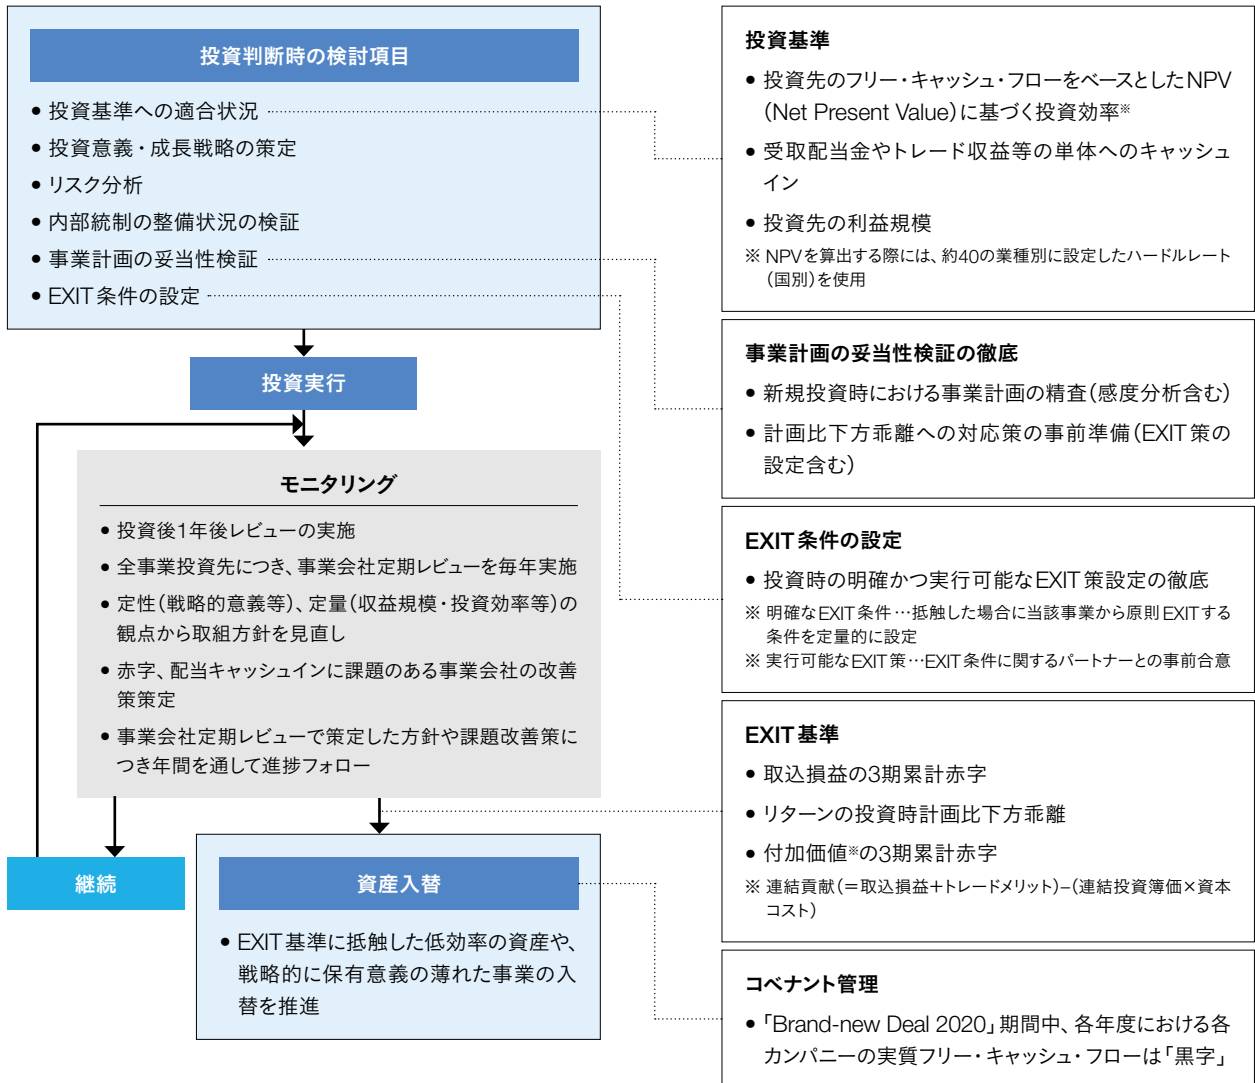 投資判断時の検討項目
• 投資基準への適合状況
• 投資意義・成長戦略の策定
• リスク分析
• 内部統制の整備状況の検証
• 事業計画の妥当性検証
• EXIT条件の設定
投資実行
モニタリング
• 投資後1年後レビューの実施
• 全事業投資先につき、事業会社定期レビューを毎年実施
• 定性(戦略的意義等)、定量(収益規模・投資効率等)の
観点から取組方針を見直し
• 赤字、配当キャッシュインに課題のある事業会社の改善
策策定
• 事業会社定期レビューで策定した方針や課題改善策に
つき年間を通して進捗フォロー
継続
資産入替
• EXIT基準に抵触した低効率の資産や、
戦略的に保有意義の薄れた事業の入
替を推進
投資基準
• 投資先のフリー・キャッシュ・フローをベースとしたNPV
(Net Present Value)に基づく投資効率※
• 受取配当金やトレード収益等の単体へのキャッシュ
イン
• 投資先の利益規模
※ NPVを算出する際には、約40の業種別に設定したハードルレート
(国別)を使用
事業計画の妥当性検証の徹底
• 新規投資時における事業計画の精査(感度分析含む)
• 計画比下方乖離への対応策の事前準備(EXIT策の
設定含む)
EXIT条件の設定
• 投資時の明確かつ実行可能なEXIT策設定の徹底
※ 明確なEXIT条件…抵触した場合に当該事業から原則EXITする
条件を定量的に設定
※ 実行可能なEXIT策…EXIT条件に関するパートナーとの事前合意
EXIT基準
• 取込損益の3期累計赤字
• リターンの投資時計画比下方乖離
• 付加価値※の3期累計赤字
※ 連結貢献(=取込損益+トレードメリット)–(連結投資簿価×資本
コスト)
コベナント管理
• 「Brand-new Deal 2020」期間中、各年度における各
カンパニーの実質フリー・キャッシュ・フローは「黒字」